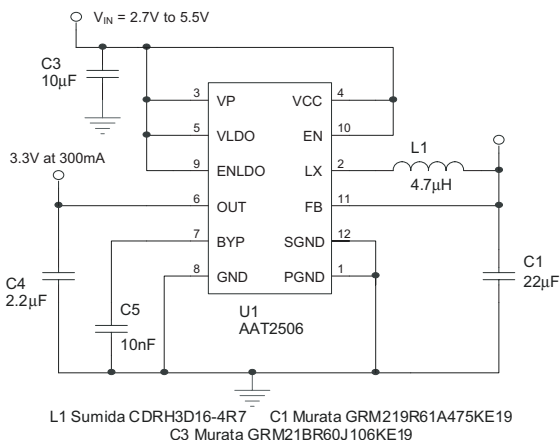 V_IN = 2.7V to 5.5V
C3
10μF
3 VP VCC 4
5 VLDO EN 10
9 ENLDO LX 2
6 OUT FB 11
7 BYP SGND 12
8 GND PGND 1
L1
4.7μH
3.3V at 300mA
C4
2.2μF
C5
10nF
U1
AAT2506
C1
22μF
L1 Sumida CDRH3D16-4R7 C1 Murata GRM219R61A475KE19
C3 Murata GRM21BR60J106KE19